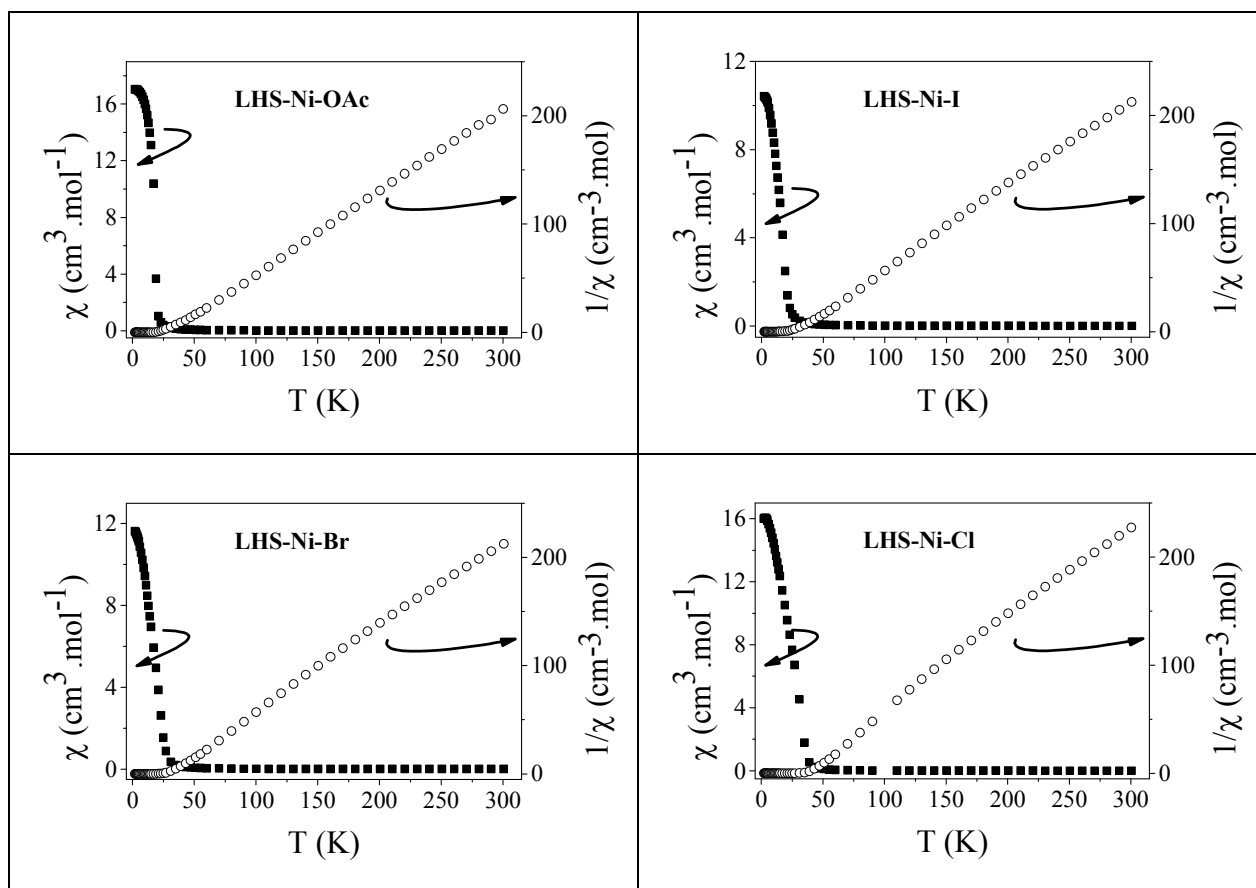 LHS-Ni-OAc
χ (cm³.mol⁻¹)
16
12
8
4
0
200
100
0
1/χ (cm⁻³.mol)
0 50 100 150 200 250 300
T (K)
LHS-Ni-I
χ (cm³.mol⁻¹)
12
8
4
0
200
100
0
1/χ (cm⁻³.mol)
0 50 100 150 200 250 300
T (K)
LHS-Ni-Br
χ (cm³.mol⁻¹)
12
8
4
0
200
100
0
1/χ (cm⁻³.mol)
0 50 100 150 200 250 300
T (K)
LHS-Ni-Cl
χ (cm³.mol⁻¹)
16
12
8
4
0
200
100
0
1/χ (cm⁻³.mol)
0 50 100 150 200 250 300
T (K)